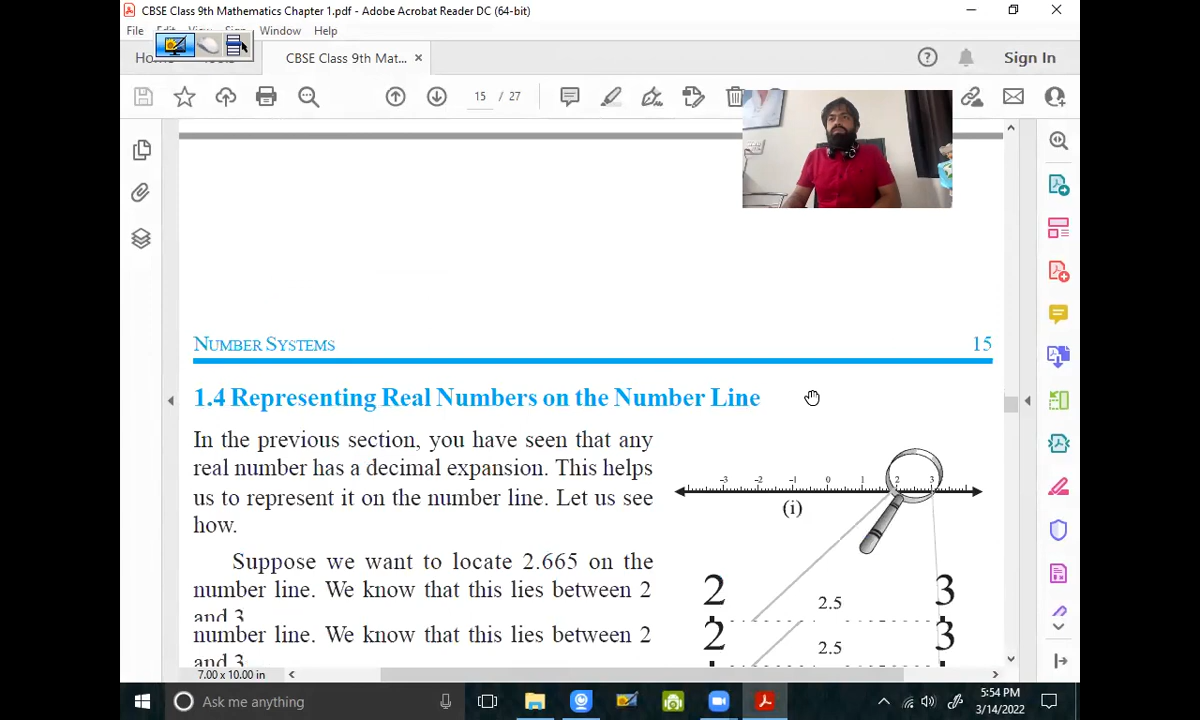 CBSE Class 9th Mathematics Chapter 1.pdf - Adobe Acrobat Reader DC (64-bit)
File Edit View Sign Window Help
CBSE Class 9th Mat... ×
Sign In
15 / 27
NUMBER SYSTEMS 15
1.4 Representing Real Numbers on the Number Line
In the previous section, you have seen that any
real number has a decimal expansion. This helps
us to represent it on the number line. Let us see
how.
Suppose we want to locate 2.665 on the
number line. We know that this lies between 2
and 3
number line. We know that this lies between 2
and 3
-3 -2 -1 0 1 2 3
(i)
2 2.5 3
2 2.5 3
7.00 x 10.00 in
Ask me anything
5:54 PM
3/14/2022